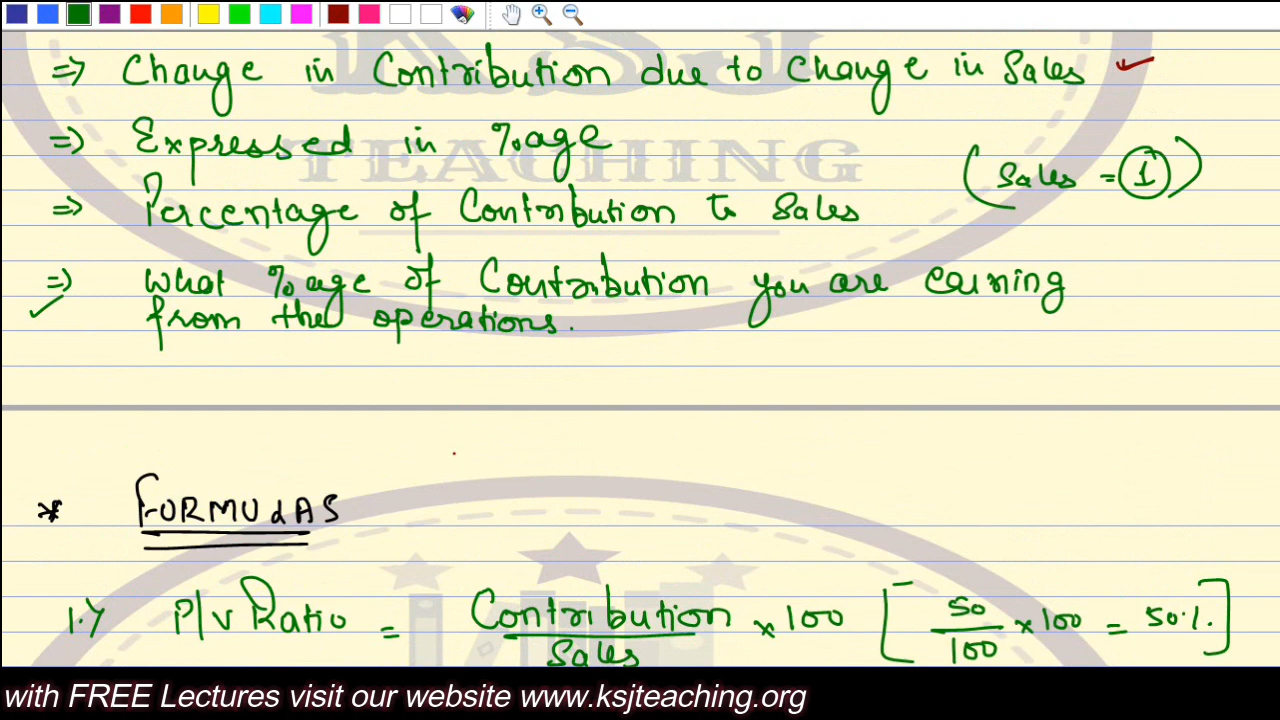 KSJ
TEACHING
⇒ Change in Contribution due to change in Sales ✓
⇒ Expressed in %age
(Sales = 1)
⇒ Percentage of Contribution to Sales
⇒ What %age of Contribution you are earning
from the operations.
* FORMULAS
1.) P/V Ratio = Contribution / Sales × 100 [50 / 100 × 100 = 50%.]
with FREE Lectures visit our website www.ksjteaching.org